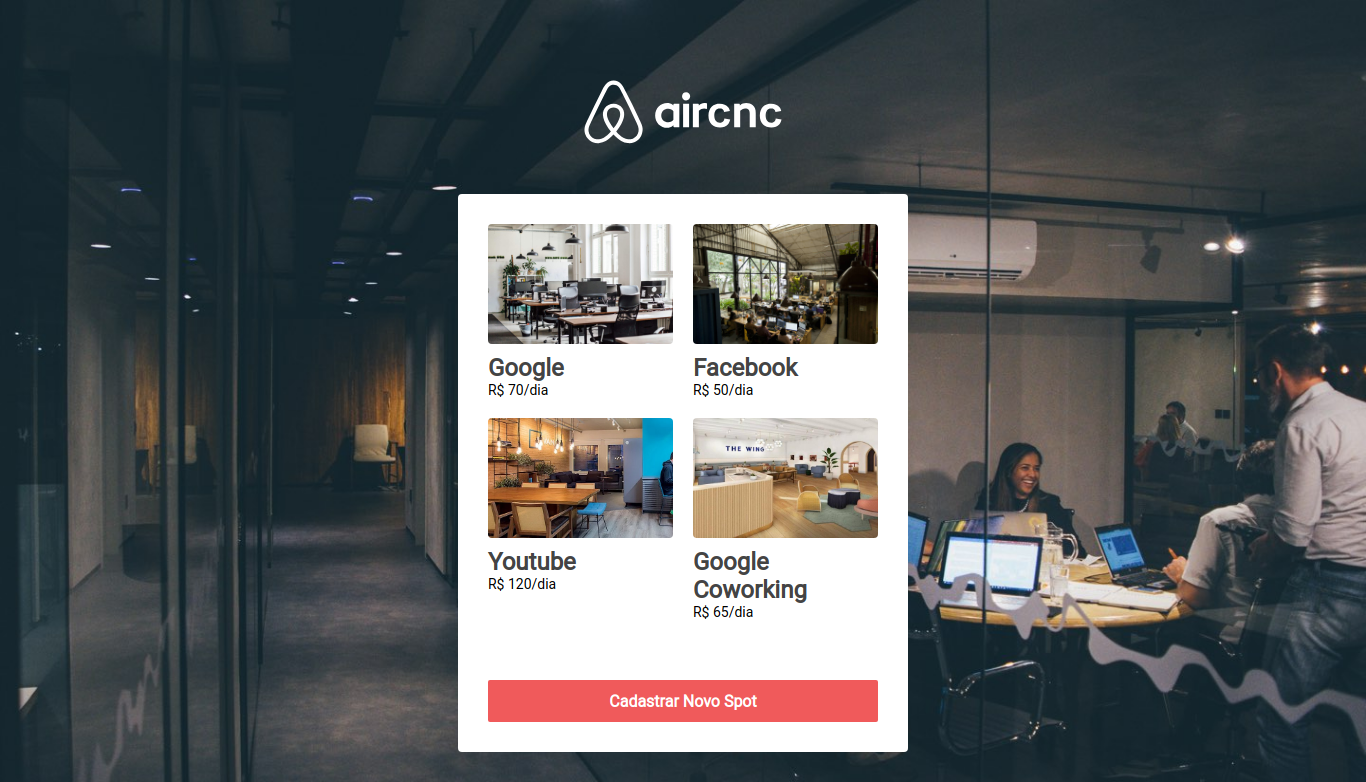 aircnc
Google
R$ 70/dia
Facebook
R$ 50/dia
THE WING
Youtube
R$ 120/dia
Google
Coworking
R$ 65/dia
Cadastrar Novo Spot